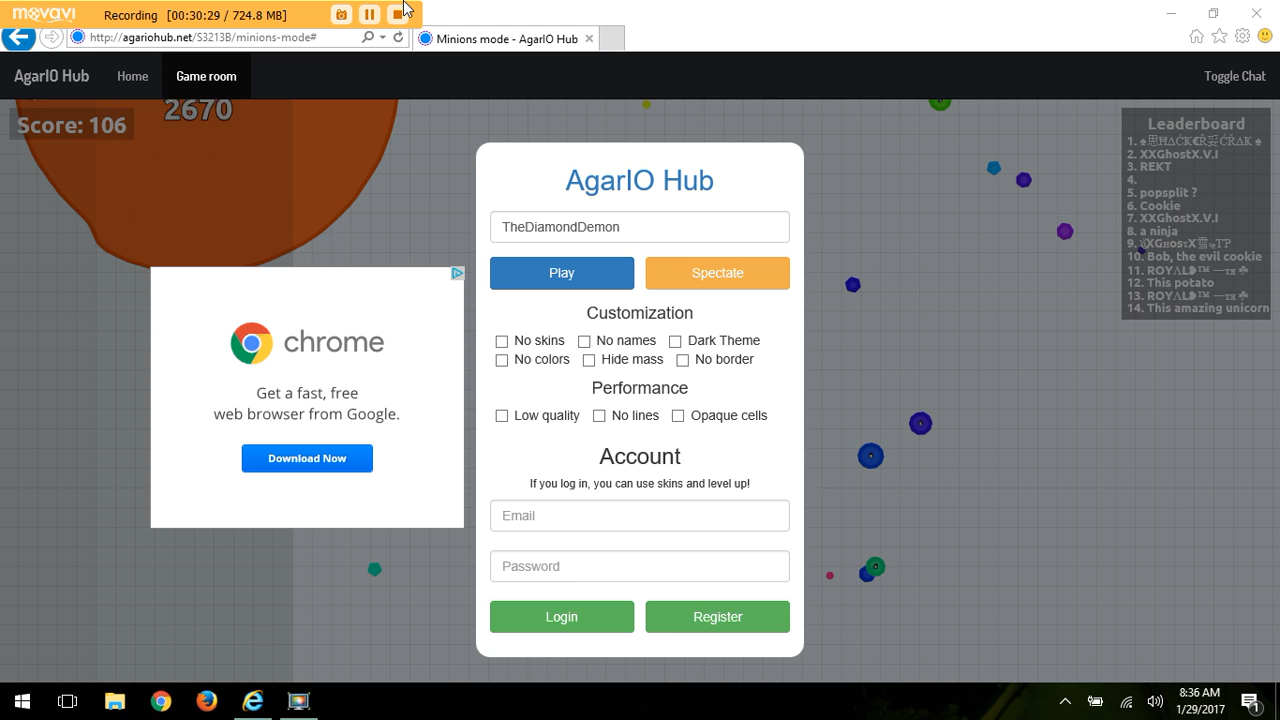 movavi
Recording [00:30:29 / 724.8 MB]
http://agariohub.net/S3213B/minions-mode#
Minions mode - AgarIO Hub
AgarIO Hub Home Game room Toggle Chat
2670
Score: 106
Leaderboard
2. XXGhostX.V.I
3. REKT
4.
5. popsplit ?
6. Cookie
7. XXGhostX.V.I
8. a ninja
10. Bob, the evil cookie
12. This potato
14. This amazing unicorn
AgarIO Hub
TheDiamondDemon
Play Spectate
Customization
No skins No names Dark Theme
No colors Hide mass No border
Performance
Low quality No lines Opaque cells
Account
If you log in, you can use skins and level up!
Email
Password
Login Register
chrome
Get a fast, free
web browser from Google.
Download Now
8:36 AM
1/29/2017
1